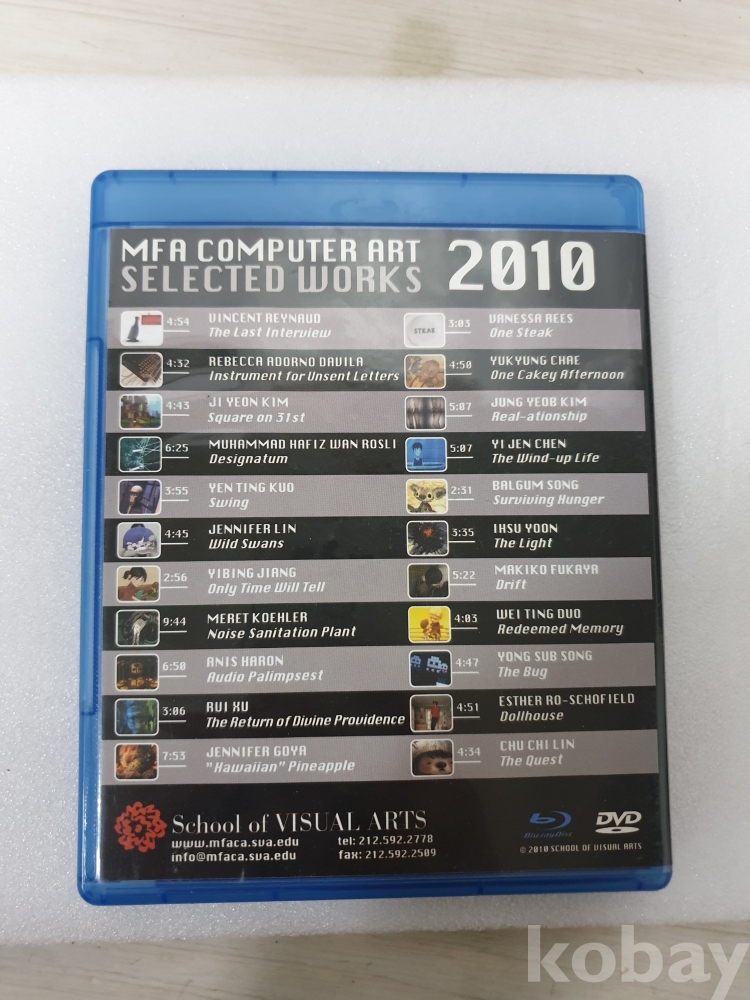 MFA COMPUTER ART
SELECTED WORKS
2010
4:54
VINCENT REYNAUD
The Last Interview
4:32
REBECCA ADORNO DAVILA
Instrument for Unsent Letters
4:43
JI YEON KIM
Square on 31st
6:25
MUHAMMAD HAFIZ WAN ROSLI
Designatum
3:55
YEN TING KUO
Swing
4:45
JENNIFER LIN
Wild Swans
2:56
YIBING JIANG
Only Time Will Tell
9:44
MERET KOEHLER
Noise Sanitation Plant
6:50
ANIS HARON
Audio Palimpsest
3:06
RUI XU
The Return of Divine Providence
7:53
JENNIFER GOYA
"Hawaiian" Pineapple
STEAK
3:03
VANESSA REES
One Steak
4:50
YUKYUNG CHAE
One Cakey Afternoon
5:07
JUNG YEOB KIM
Real-ationship
5:07
YI JEN CHEN
The Wind-up Life
2:31
BALGUM SONG
Surviving Hunger
3:35
IHSU YOON
The Light
5:22
MAKIKO FUKAYA
Drift
4:03
WEI TING DUO
Redeemed Memory
4:47
YONG SUB SONG
The Bug
4:51
ESTHER RO-SCHOFIELD
Dollhouse
4:34
CHU CHI LIN
The Quest
School of VISUAL ARTS
www.mfaca.sva.edu tel: 212.592.2778
info@mfaca.sva.edu fax: 212.592.2509
Blu-ray Disc
DVD
© 2010 SCHOOL OF VISUAL ARTS
kobay